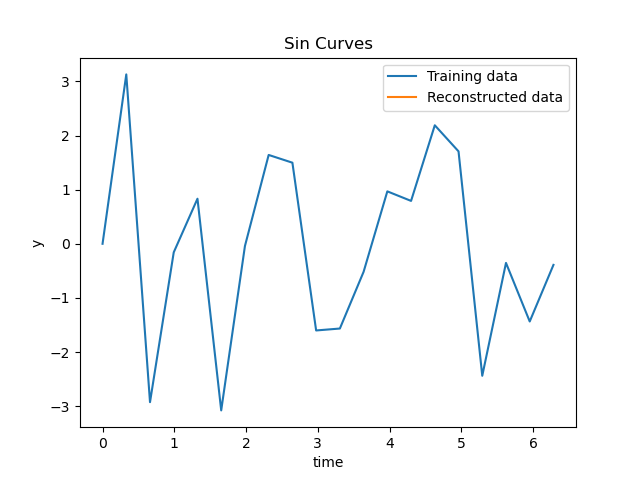 Sin Curves
Training data
Reconstructed data
3
2
1
0
−1
−2
−3
y
0 1 2 3 4 5 6
time